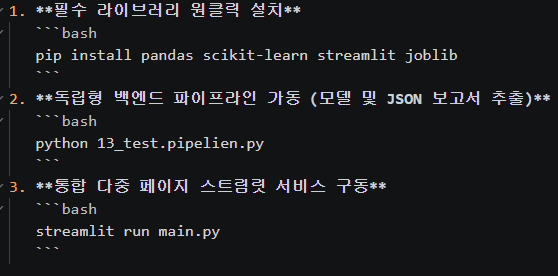 1. **필수 라이브러리 원클릭 설치**
```bash
pip install pandas scikit-learn streamlit joblib
```
2. **독립형 백엔드 파이프라인 가동 (모델 및 JSON 보고서 추출)**
```bash
python 13_test.pipelien.py
```
3. **통합 다중 페이지 스트림릿 서비스 구동**
```bash
streamlit run main.py
```